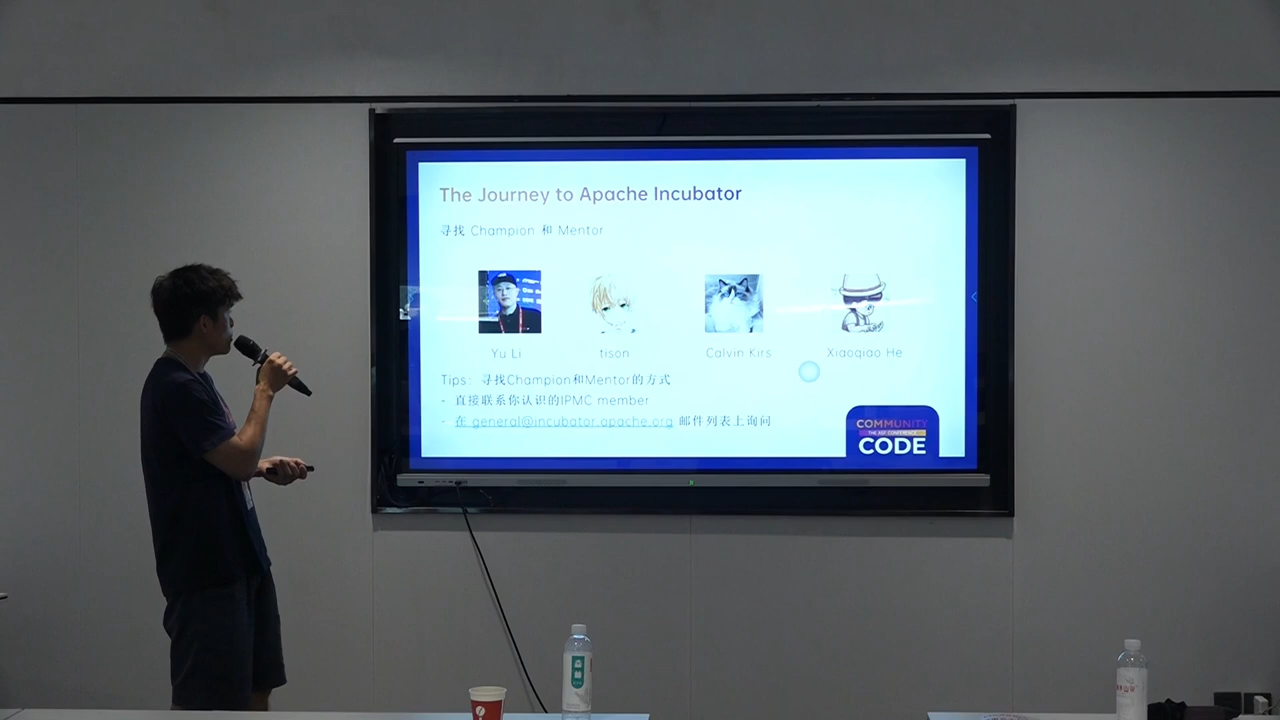 The Journey to Apache Incubator
寻找 Champion 和 Mentor
Yu Li
tison
Calvin Kirs
Xiaoqiao He
Tips: 寻找Champion和Mentor的方式
- 直接联系你认识的IPMC member
- 在 general@incubator.apache.org 邮件列表上询问
COMMUNITY
THE ASF CONFERENCE
CODE